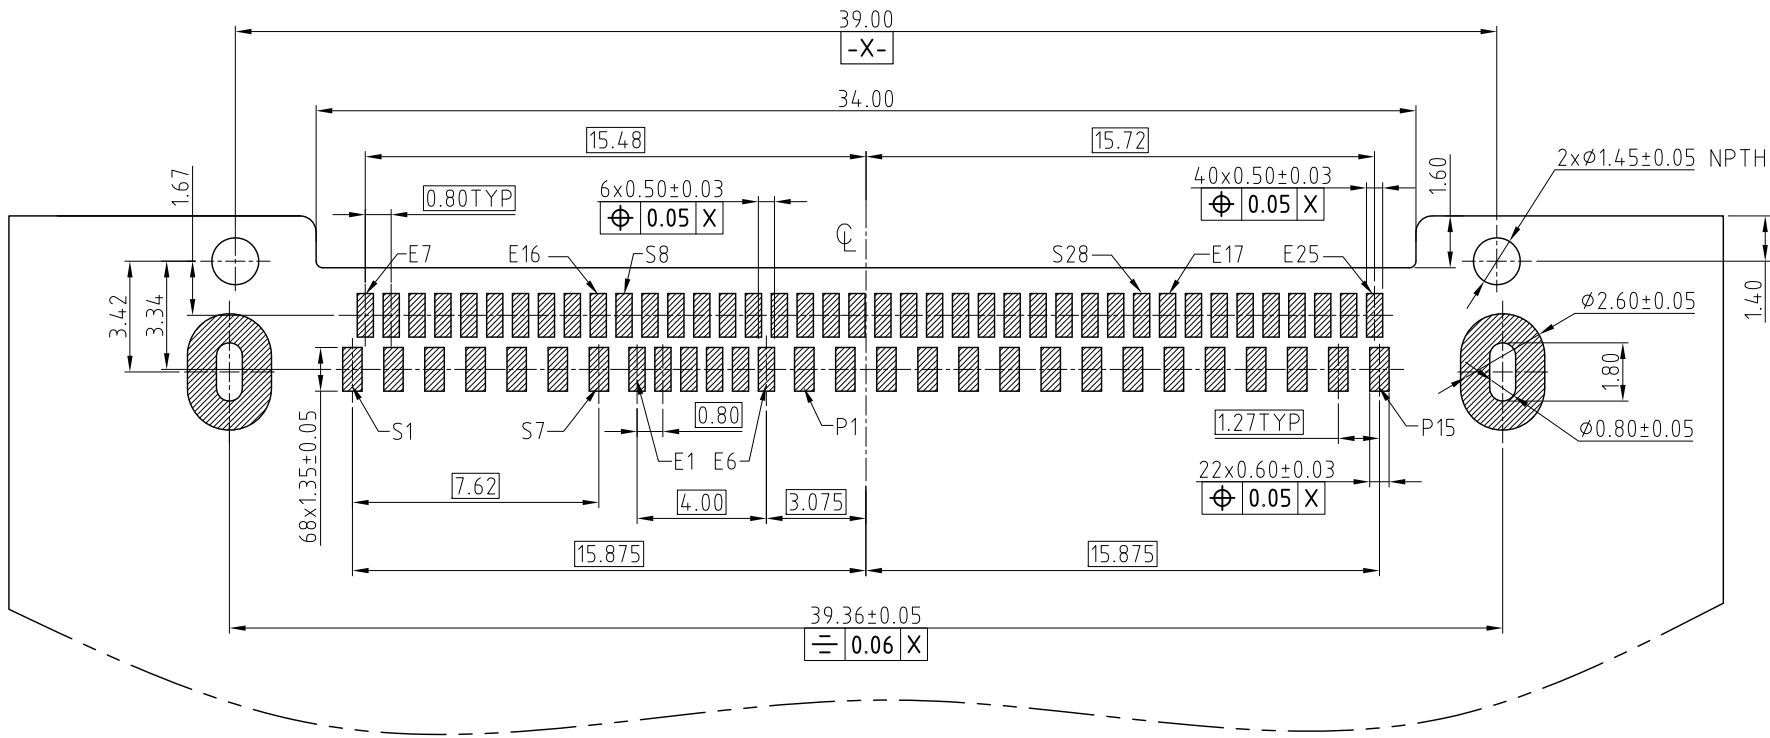 39.00
-X-
34.00
15.48
15.72
2xØ1.45±0.05 NPTH
1.67
0.80TYP
6x0.50±0.03
⌖ 0.05 X
40x0.50±0.03
⌖ 0.05 X
1.60
℄
E7
E16
S8
S28
E17
E25
3.42
3.34
1.40
Ø2.60±0.05
1.80
S1
S7
0.80
P1
1.27TYP
P15
Ø0.80±0.05
E1
E6
68x1.35±0.05
7.62
4.00
3.075
22x0.60±0.03
⌖ 0.05 X
15.875
15.875
39.36±0.05
⌯ 0.06 X